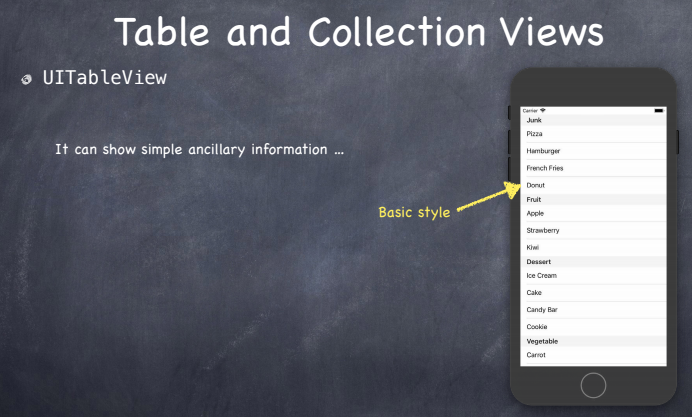 Table and Collection Views
UITableView
It can show simple ancillary information ...
Basic style
Carrier
Junk
Pizza
Hamburger
French Fries
Donut
Fruit
Apple
Strawberry
Kiwi
Dessert
Ice Cream
Cake
Candy Bar
Cookie
Vegetable
Carrot